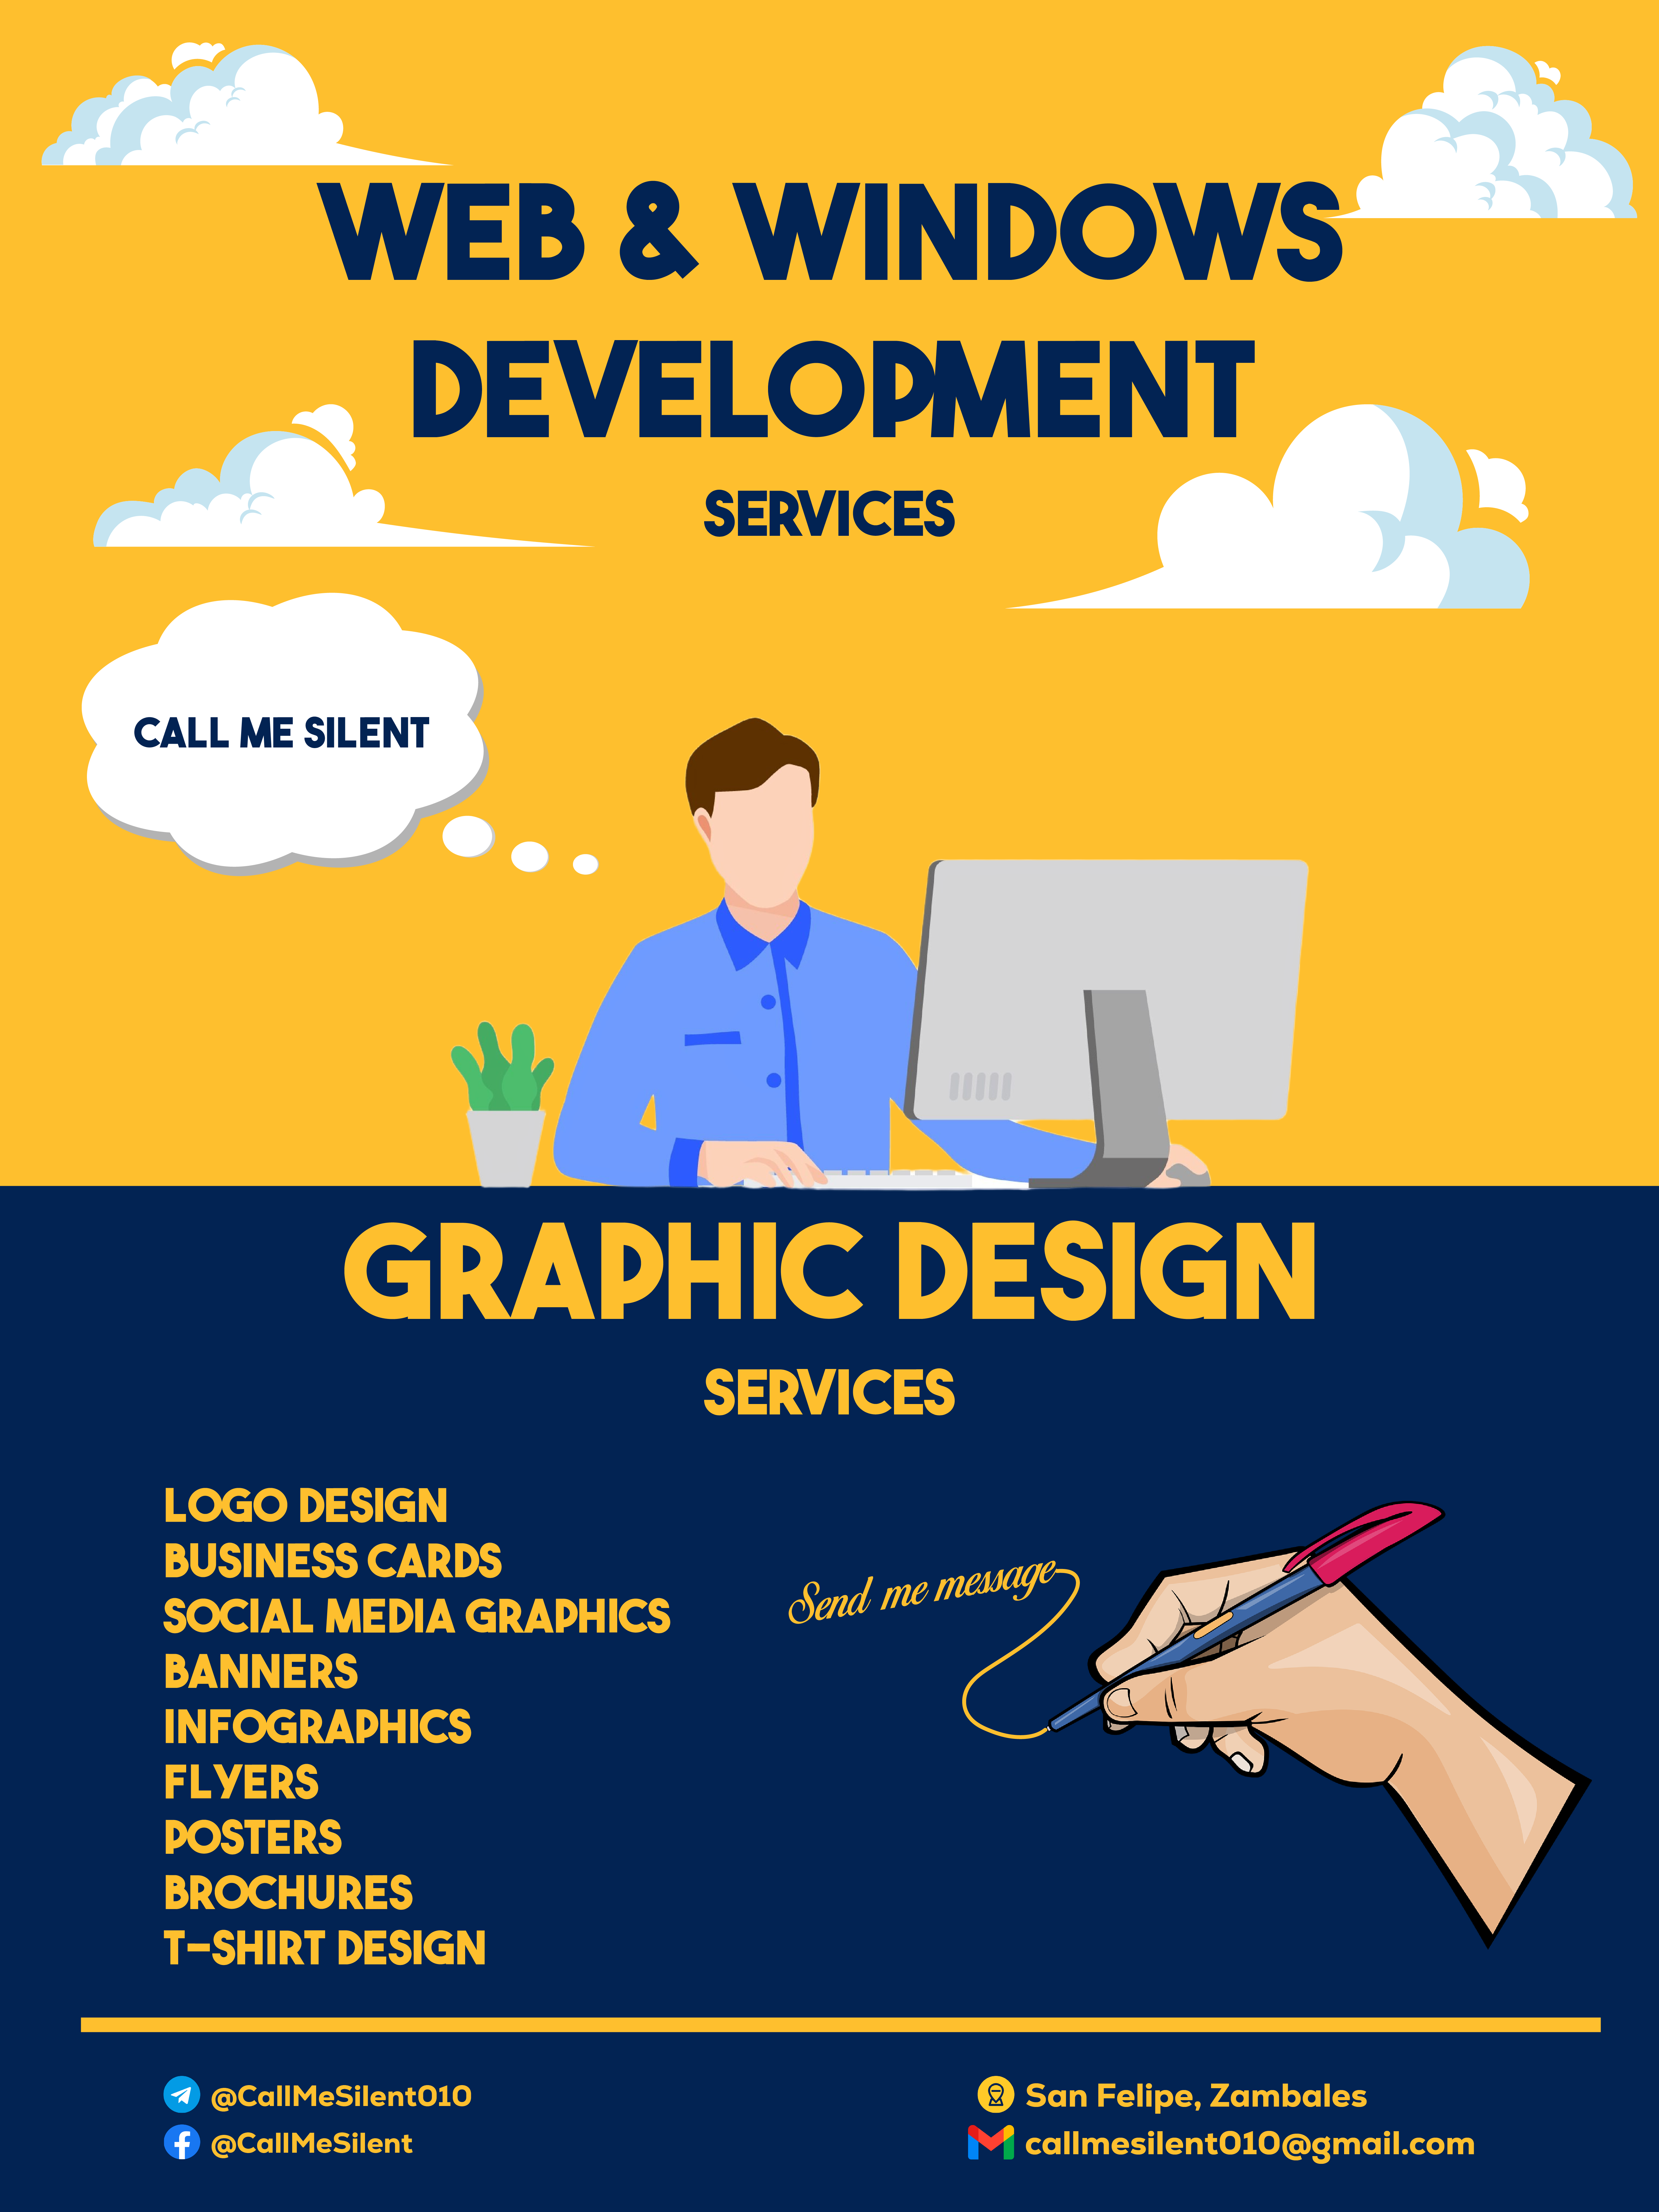 WEB & WINDOWS
DEVELOPMENT
SERVICES
CALL ME SILENT
GRAPHIC DESIGN
SERVICES
LOGO DESIGN
BUSINESS CARDS
SOCIAL MEDIA GRAPHICS
BANNERS
INFOGRAPHICS
FLYERS
POSTERS
BROCHURES
T-SHIRT DESIGN
Send me message
@CallMeSilent010
@CallMeSilent
San Felipe, Zambales
callmesilent010@gmail.com